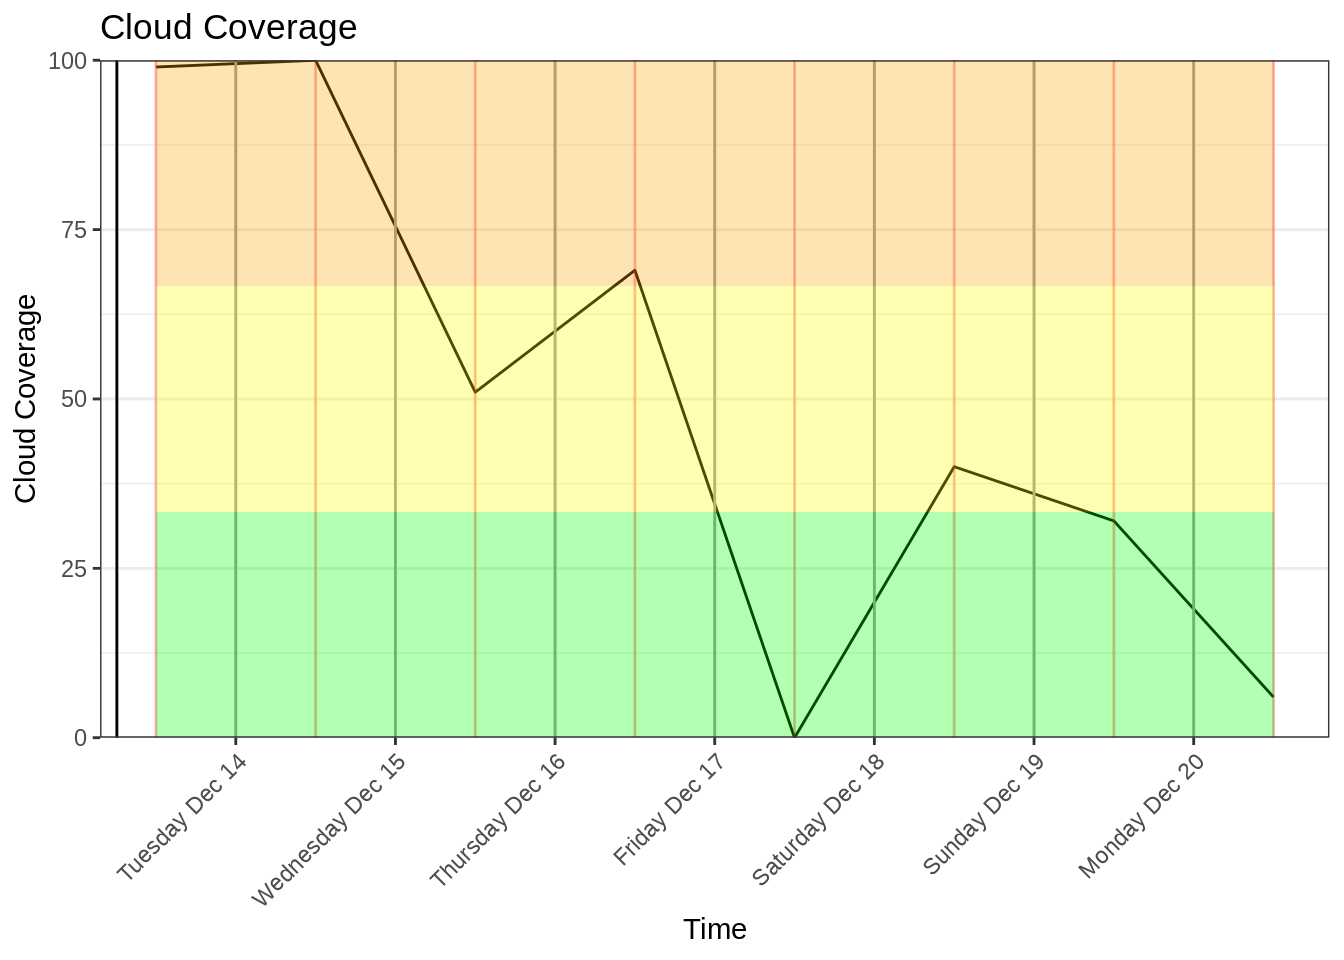 Cloud Coverage
100
75
50
25
0
Cloud Coverage
Tuesday Dec 14
Wednesday Dec 15
Thursday Dec 16
Friday Dec 17
Saturday Dec 18
Sunday Dec 19
Monday Dec 20
Time